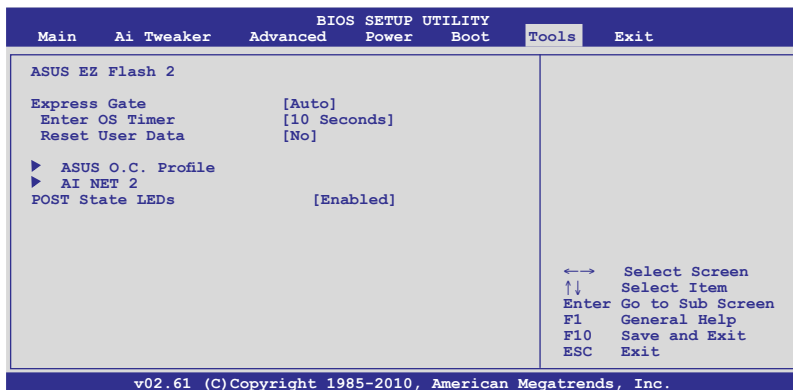 BIOS SETUP UTILITY
Main Ai Tweaker Advanced Power Boot Tools Exit
ASUS EZ Flash 2
Express Gate [Auto]
Enter OS Timer [10 Seconds]
Reset User Data [No]
▶ ASUS O.C. Profile
▶ AI NET 2
POST State LEDs [Enabled]
←→ Select Screen
↑↓ Select Item
Enter Go to Sub Screen
F1 General Help
F10 Save and Exit
ESC Exit
v02.61 (C)Copyright 1985-2010, American Megatrends, Inc.